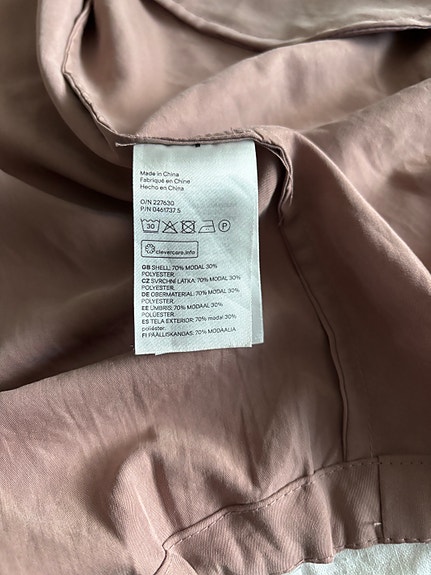 Made in China
Fabriqué en Chine
Hecho en China
O/N 227630
P/N 0461737 5
30 P
clevercare.info
GB SHELL: 70% MODAL 30%
POLYESTER.
CZ SVRCHNÍ LÁTKA: 70% MODAL 30%
POLYESTER.
DE OBERMATERIAL: 70% MODAL 30%
POLYESTER.
EE ÜMBRIS: 70% MODAAL 30%
POLÜESTER.
ES TELA EXTERIOR: 70% modal 30%
poliéster.
FI PÄÄLLISKANGAS: 70% MODAALIA